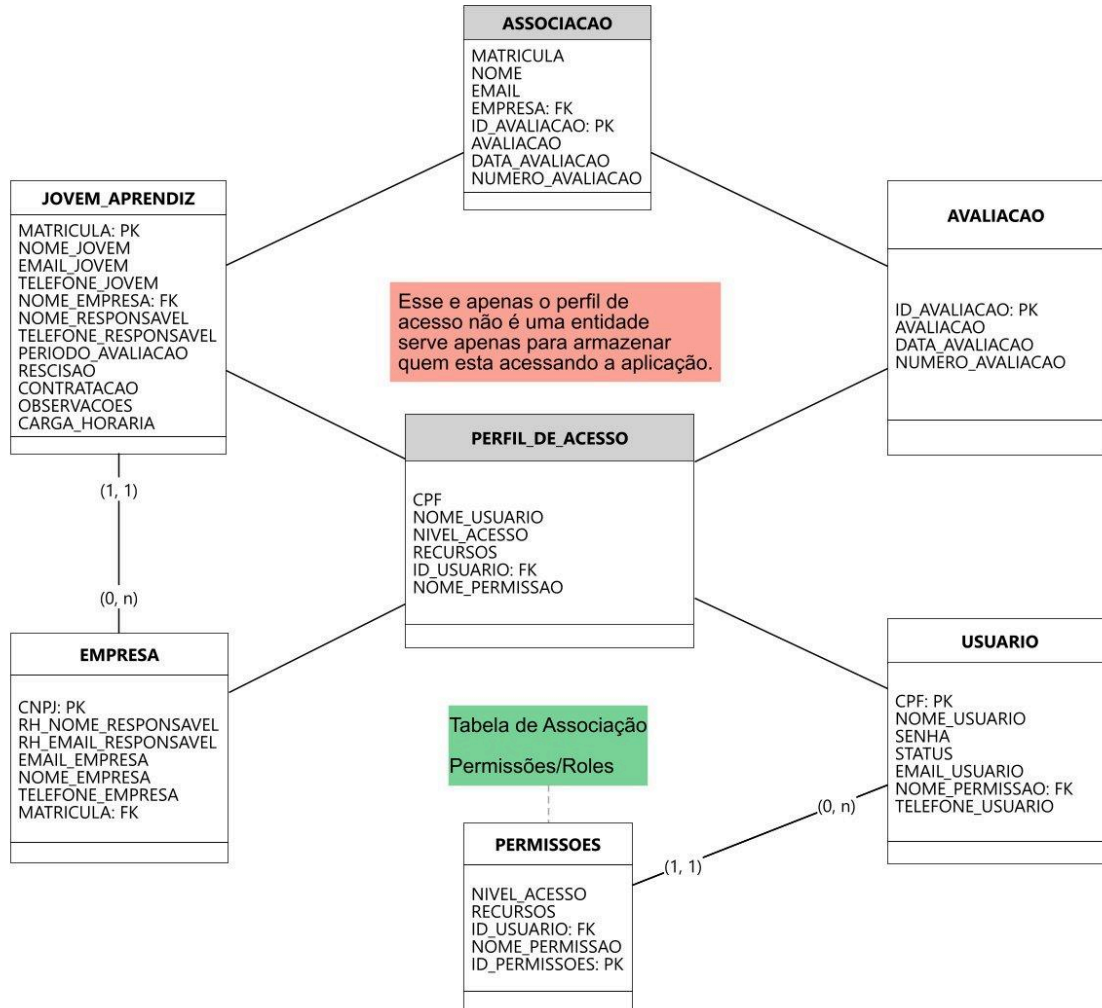 ASSOCIACAO
MATRICULA
NOME
EMAIL
EMPRESA: FK
ID_AVALIACAO: PK
AVALIACAO
DATA_AVALIACAO
NUMERO_AVALIACAO
JOVEM_APRENDIZ
MATRICULA: PK
NOME_JOVEM
EMAIL_JOVEM
TELEFONE_JOVEM
NOME_EMPRESA: FK
NOME_RESPONSAVEL
TELEFONE_RESPONSAVEL
PERIODO_AVALIACAO
RESCISAO
CONTRATACAO
OBSERVACOES
CARGA_HORARIA
AVALIACAO
ID_AVALIACAO: PK
AVALIACAO
DATA_AVALIACAO
NUMERO_AVALIACAO
Esse e apenas o perfil de
acesso não é uma entidade
serve apenas para armazenar
quem esta acessando a aplicação.
PERFIL_DE_ACESSO
CPF
NOME_USUARIO
NIVEL_ACESSO
RECURSOS
ID_USUARIO: FK
NOME_PERMISSAO
(1, 1)
(0, n)
EMPRESA
CNPJ: PK
RH_NOME_RESPONSAVEL
RH_EMAIL_RESPONSAVEL
EMAIL_EMPRESA
NOME_EMPRESA
TELEFONE_EMPRESA
MATRICULA: FK
USUARIO
CPF: PK
NOME_USUARIO
SENHA
STATUS
EMAIL_USUARIO
NOME_PERMISSAO: FK
TELEFONE_USUARIO
Tabela de Associação
Permissões/Roles
(0, n)
(1, 1)
PERMISSOES
NIVEL_ACESSO
RECURSOS
ID_USUARIO: FK
NOME_PERMISSAO
ID_PERMISSOES: PK